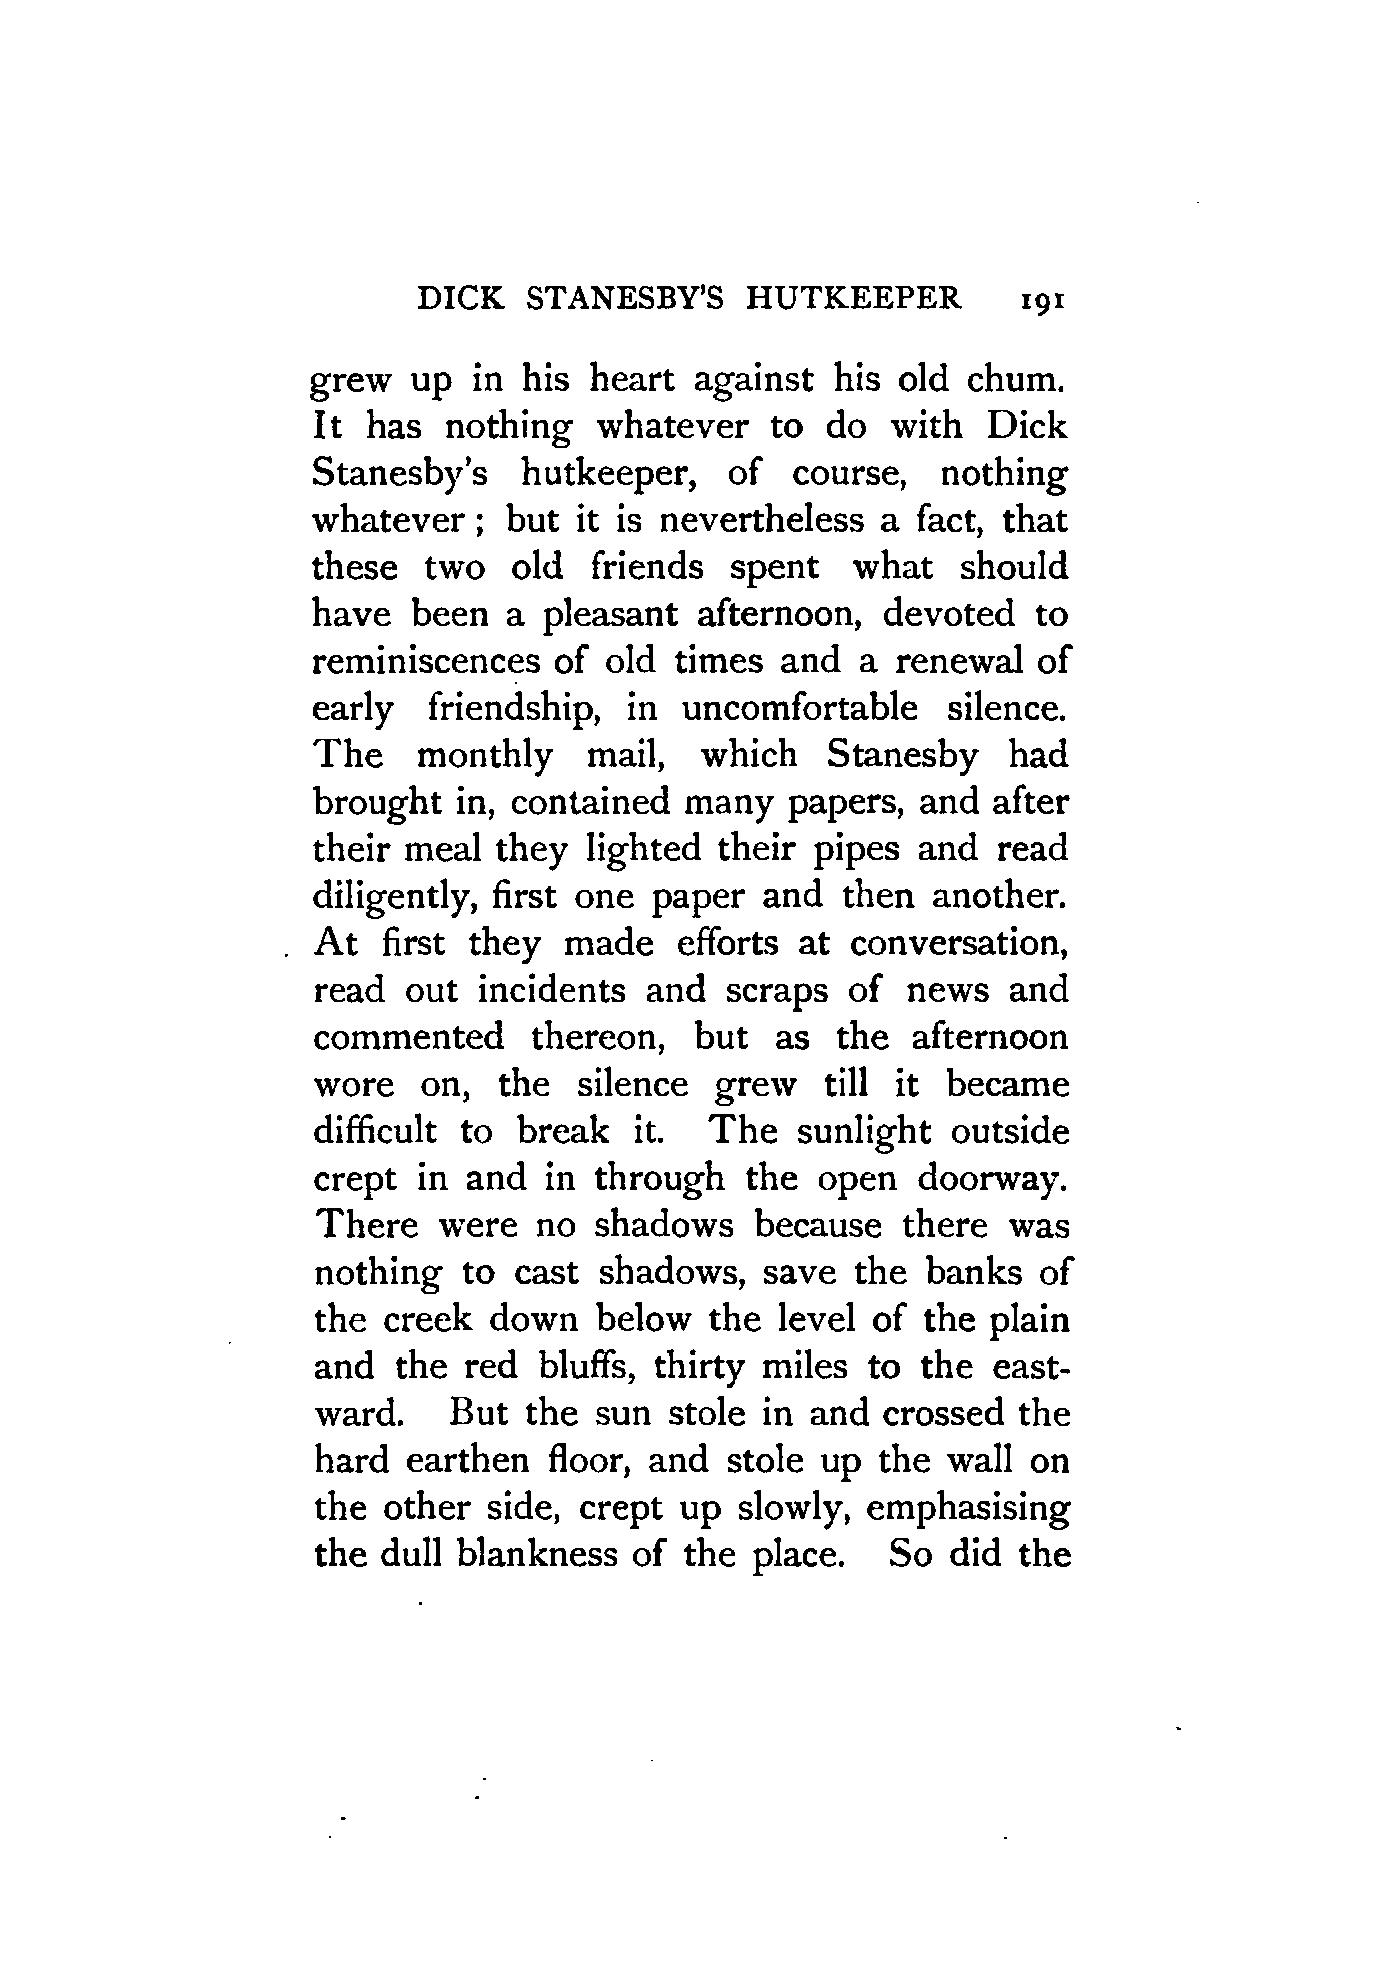 DICK STANESBY'S HUTKEEPER 191
grew up in his heart against his old chum.
It has nothing whatever to do with Dick
Stanesby's hutkeeper, of course, nothing
whatever ; but it is nevertheless a fact, that
these two old friends spent what should
have been a pleasant afternoon, devoted to
reminiscences of old times and a renewal of
early friendship, in uncomfortable silence.
The monthly mail, which Stanesby had
brought in, contained many papers, and after
their meal they lighted their pipes and read
diligently, first one paper and then another.
At first they made efforts at conversation,
read out incidents and scraps of news and
commented thereon, but as the afternoon
wore on, the silence grew till it became
difficult to break it. The sunlight outside
crept in and in through the open doorway.
There were no shadows because there was
nothing to cast shadows, save the banks of
the creek down below the level of the plain
and the red bluffs, thirty miles to the east-
ward. But the sun stole in and crossed the
hard earthen floor, and stole up the wall on
the other side, crept up slowly, emphasising
the dull blankness of the place. So did the